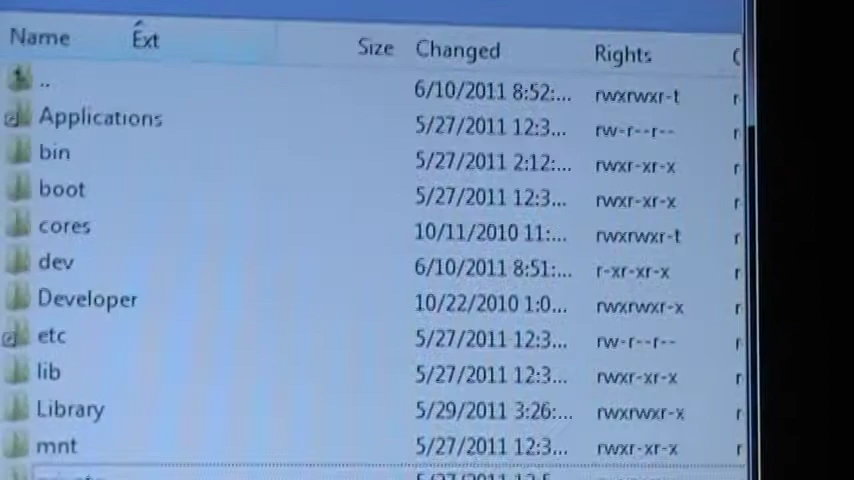 Name Ext Size Changed Rights
.. 6/10/2011 8:52:... rwxrwxr-t
Applications 5/27/2011 12:3... rw-r--r--
bin 5/27/2011 2:12:... rwxr-xr-x
boot 5/27/2011 12:3... rwxr-xr-x
cores 10/11/2010 11:... rwxrwxr-t
dev 6/10/2011 8:51:... r-xr-xr-x
Developer 10/22/2010 1:0... rwxrwxr-x
etc 5/27/2011 12:3... rw-r--r--
lib 5/27/2011 12:3... rwxr-xr-x
Library 5/29/2011 3:26:... rwxrwxr-x
mnt 5/27/2011 12:3... rwxr-xr-x